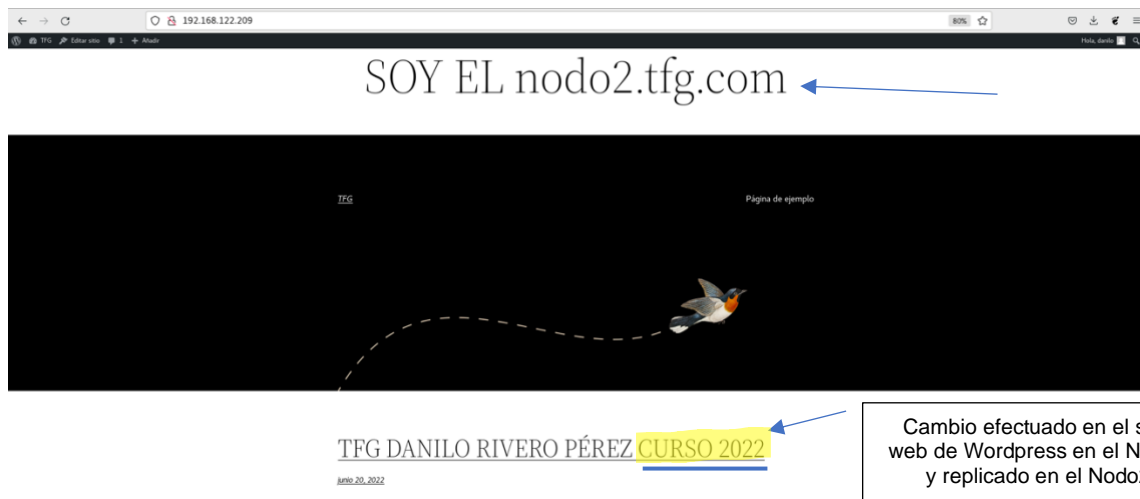 192.168.122.209
80%
TFG Editar sitio 1 + Añadir
Hola, danilo
SOY EL nodo2.tfg.com
TFG
Página de ejemplo
TFG DANILO RIVERO PÉREZ CURSO 2022
junio 20, 2022
Cambio efectuado en el s
web de Wordpress en el N
y replicado en el Nodo